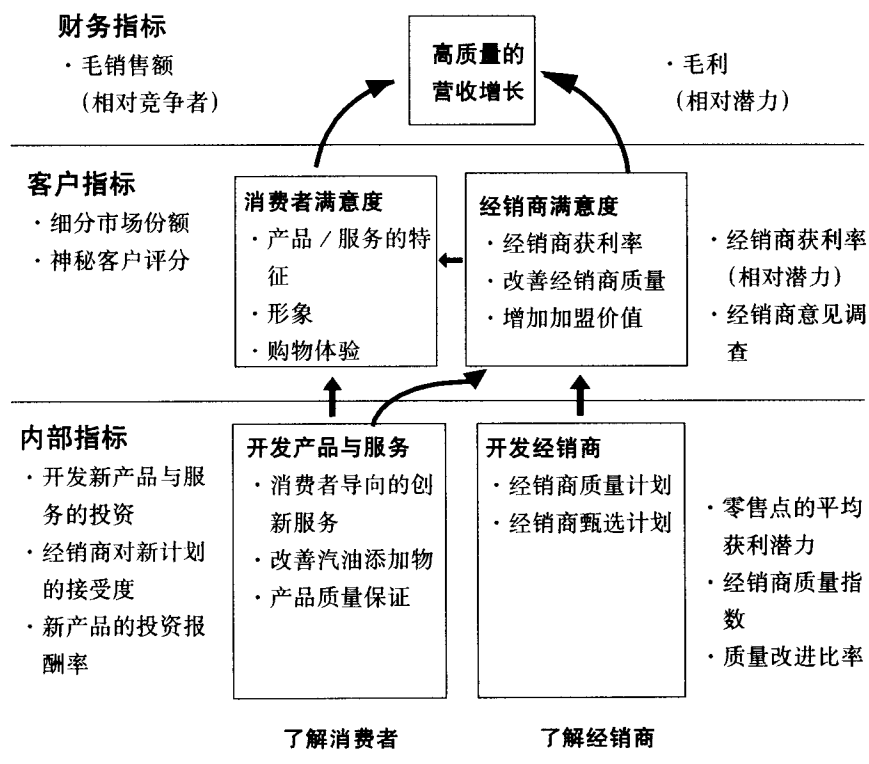 财务指标
· 毛销售额
（相对竞争者）
高质量的
营收增长
· 毛利
（相对潜力）
客户指标
· 细分市场份额
· 神秘客户评分
消费者满意度
· 产品／服务的特
征
· 形象
· 购物体验
经销商满意度
· 经销商获利率
· 改善经销商质量
· 增加加盟价值
· 经销商获利率
（相对潜力）
· 经销商意见调
查
内部指标
· 开发新产品与服
务的投资
· 经销商对新计划
的接受度
· 新产品的投资报
酬率
开发产品与服务
· 消费者导向的创
新服务
· 改善汽油添加物
· 产品质量保证
开发经销商
· 经销商质量计划
· 经销商甄选计划
· 零售点的平均
获利潜力
· 经销商质量指
数
· 质量改进比率
了解消费者
了解经销商